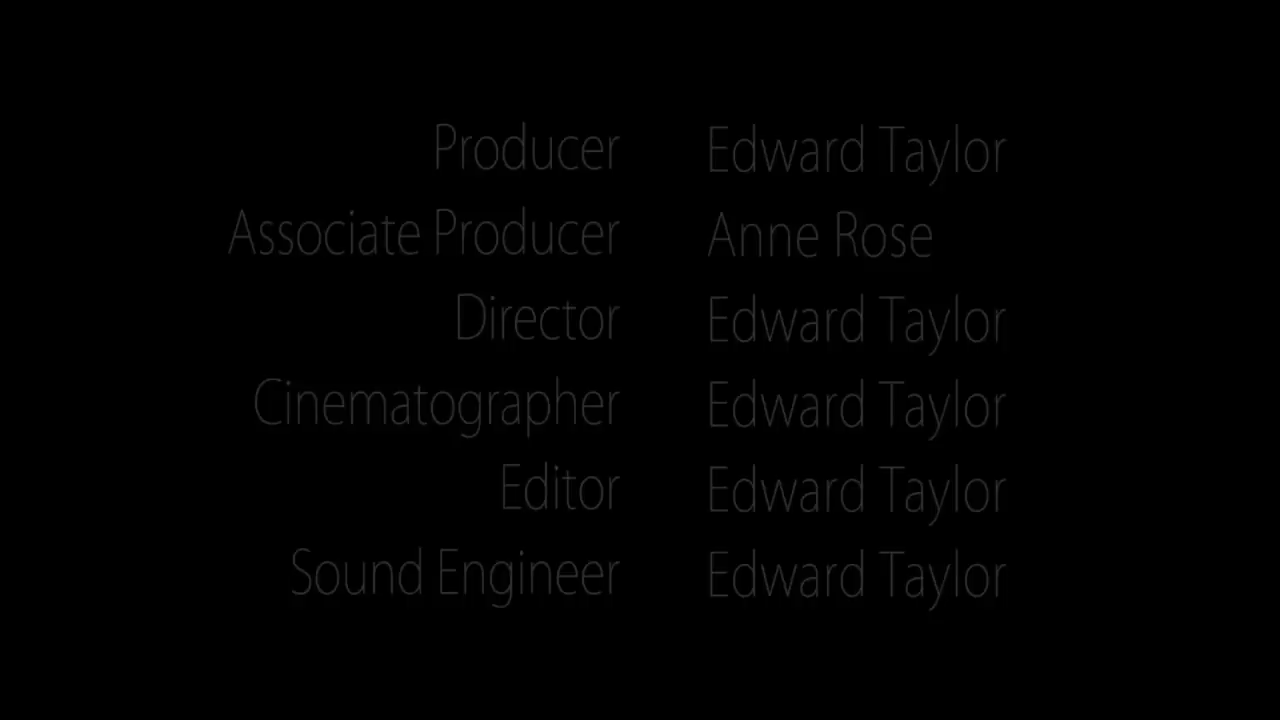 Producer Edward Taylor
Associate Producer Anne Rose
Director Edward Taylor
Cinematographer Edward Taylor
Editor Edward Taylor
Sound Engineer Edward Taylor